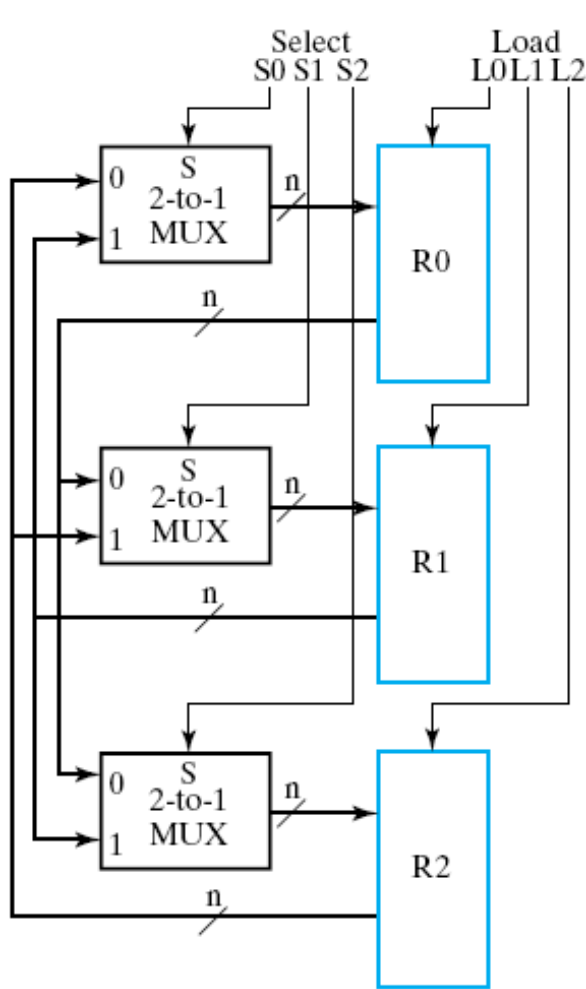 Select Load
S0 S1 S2 L0 L1 L2
S
0 2-to-1 n
1 MUX
R0
n
S
0 2-to-1 n
1 MUX
R1
n
S
0 2-to-1 n
1 MUX
R2
n